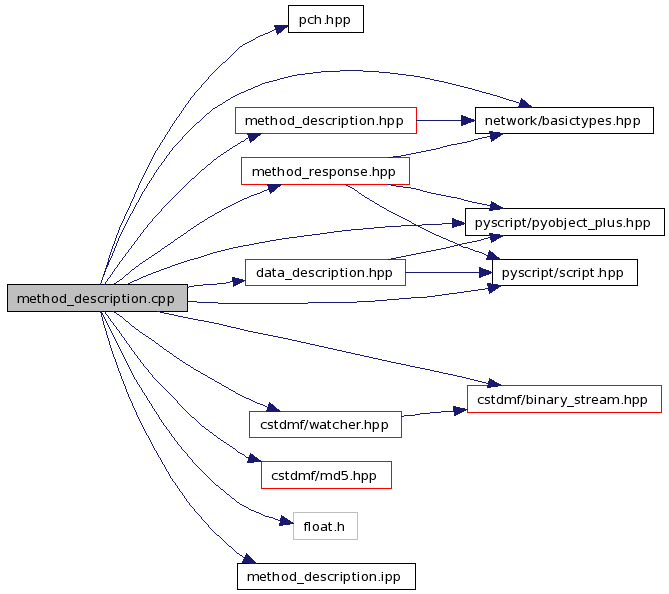 pch.hpp
method_description.hpp
network/basictypes.hpp
method_response.hpp
pyscript/pyobject_plus.hpp
data_description.hpp
pyscript/script.hpp
method_description.cpp
cstdmf/binary_stream.hpp
cstdmf/watcher.hpp
cstdmf/md5.hpp
float.h
method_description.ipp